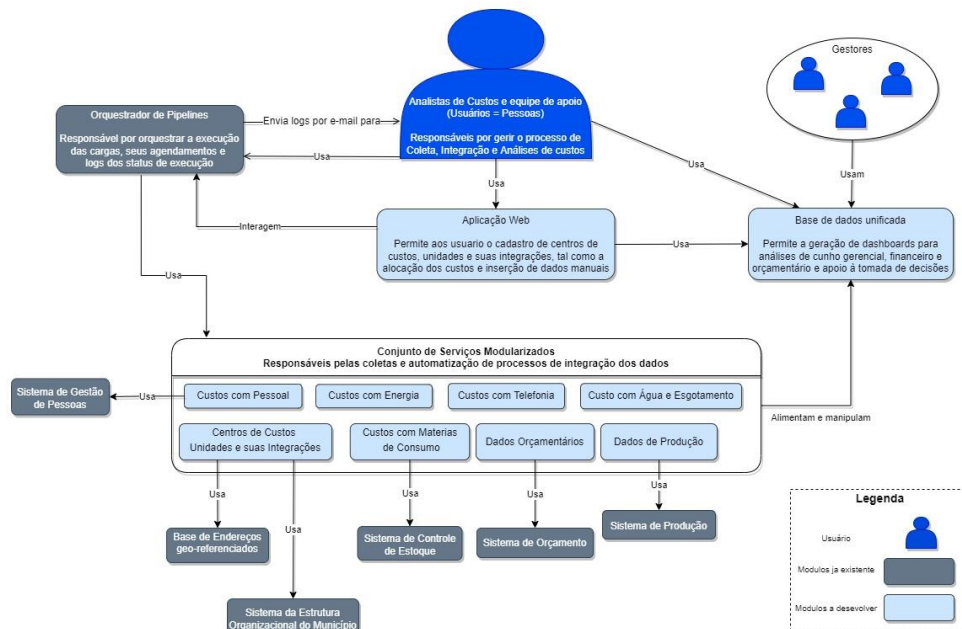 Gestores
Analistas de Custos e equipe de apoio
(Usuários = Pessoas)
Responsáveis por gerir o processo de
Coleta, Integração e Análises de custos
Orquestrador de Pipelines
Responsável por orquestrar a execução
das cargas, seus agendamentos e
logs dos status de execução
Envia logs por e-mail para
Usa
Usa
Usam
Usa
Interagem
Aplicação Web
Permite aos usuario o cadastro de centros de
custos, unidades e suas integrações, tal como a
alocação dos custos e inserção de dados manuais
Usa
Base de dados unificada
Permite a geração de dashboards para
análises de cunho gerencial, financeiro e
orçamentário e apoio á tomada de decisões
Usa
Conjunto de Serviços Modularizados
Responsáveis pelas coletas e automatização de processos de integração dos dados
Sistema de Gestão
de Pessoas
Usa
Custos com Pessoal
Custos com Energia
Custos com Telefonia
Custo com Água e Esgotamento
Alimentam e manipulam
Centros de Custos
Unidades e suas Integrações
Custos com Materias
de Consumo
Dados Orçamentários
Dados de Produção
Usa
Usa
Usa
Usa
Usa
Base de Endereços
geo-referenciados
Sistema de Controle
de Estoque
Sistema de Orçamento
Sistema de Produção
Sistema da Estrutura
Organizacional do Município
Legenda
Usuário
Modulos ja existente
Modulos a desevolver